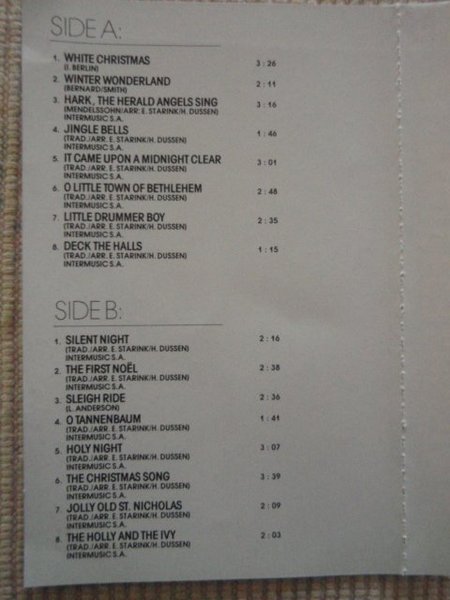 SIDE A:
1. WHITE CHRISTMAS 3:26
(I. BERLIN)
2. WINTER WONDERLAND 2:11
(BERNARD/SMITH)
3. HARK, THE HERALD ANGELS SING 3:16
(MENDELSSOHN/ARR. E. STARINK/H. DUSSEN)
INTERMUSIC S.A.
4. JINGLE BELLS 1:46
(TRAD./ARR. E. STARINK/H. DUSSEN)
INTERMUSIC S.A.
5. IT CAME UPON A MIDNIGHT CLEAR 3:01
(TRAD./ARR. E. STARINK/H. DUSSEN)
INTERMUSIC S.A.
6. O LITTLE TOWN OF BETHLEHEM 2:48
(TRAD./ARR. E. STARINK/H. DUSSEN)
INTERMUSIC S.A.
7. LITTLE DRUMMER BOY 2:35
(TRAD./ARR. E. STARINK/H. DUSSEN)
INTERMUSIC S.A.
8. DECK THE HALLS 1:15
(TRAD./ARR. E. STARINK/H. DUSSEN)
INTERMUSIC S.A.
SIDE B:
1. SILENT NIGHT 2:16
(TRAD./ARR. E. STARINK/H. DUSSEN)
INTERMUSIC S.A.
2. THE FIRST NOËL 2:38
(TRAD./ARR. E. STARINK/H. DUSSEN)
INTERMUSIC S.A.
3. SLEIGH RIDE 2:36
(L. ANDERSON)
4. O TANNENBAUM 1:41
(TRAD./ARR. E. STARINK/H. DUSSEN)
INTERMUSIC S.A.
5. HOLY NIGHT 3:07
(TRAD./ARR. E. STARINK/H. DUSSEN)
INTERMUSIC S.A.
6. THE CHRISTMAS SONG 3:39
(TRAD./ARR. E. STARINK/H. DUSSEN)
INTERMUSIC S.A.
7. JOLLY OLD ST. NICHOLAS 2:09
(TRAD./ARR. E. STARINK/H. DUSSEN)
INTERMUSIC S.A.
8. THE HOLLY AND THE IVY 2:03
(TRAD./ARR. E. STARINK/H. DUSSEN)
INTERMUSIC S.A.